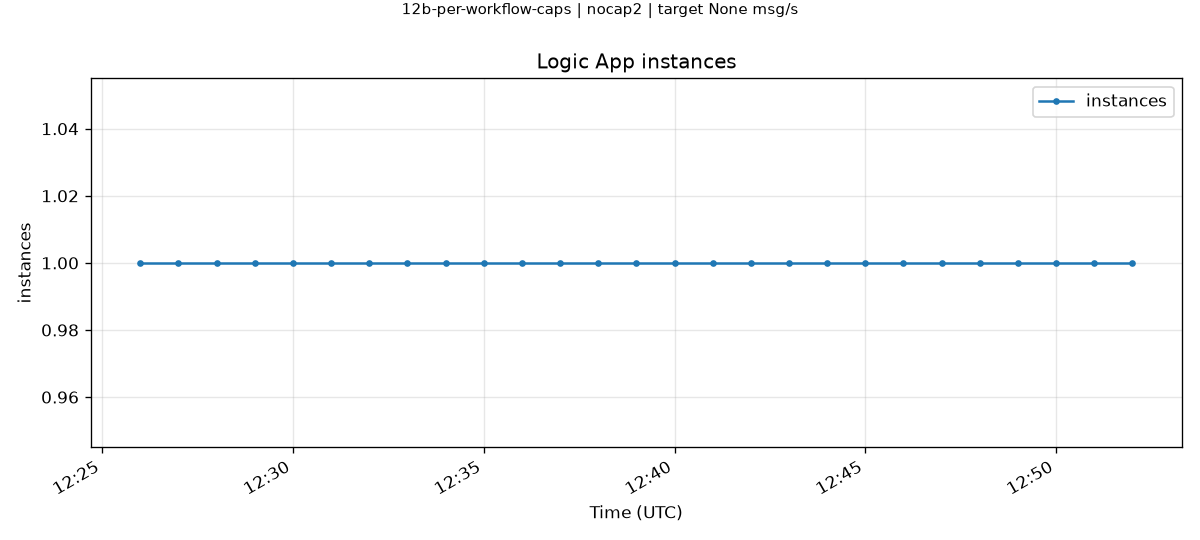 12b-per-workflow-caps | nocap2 | target None msg/s
Logic App instances
instances
1.04
1.02
1.00
0.98
0.96
instances
12:25
12:30
12:35
12:40
12:45
12:50
Time (UTC)